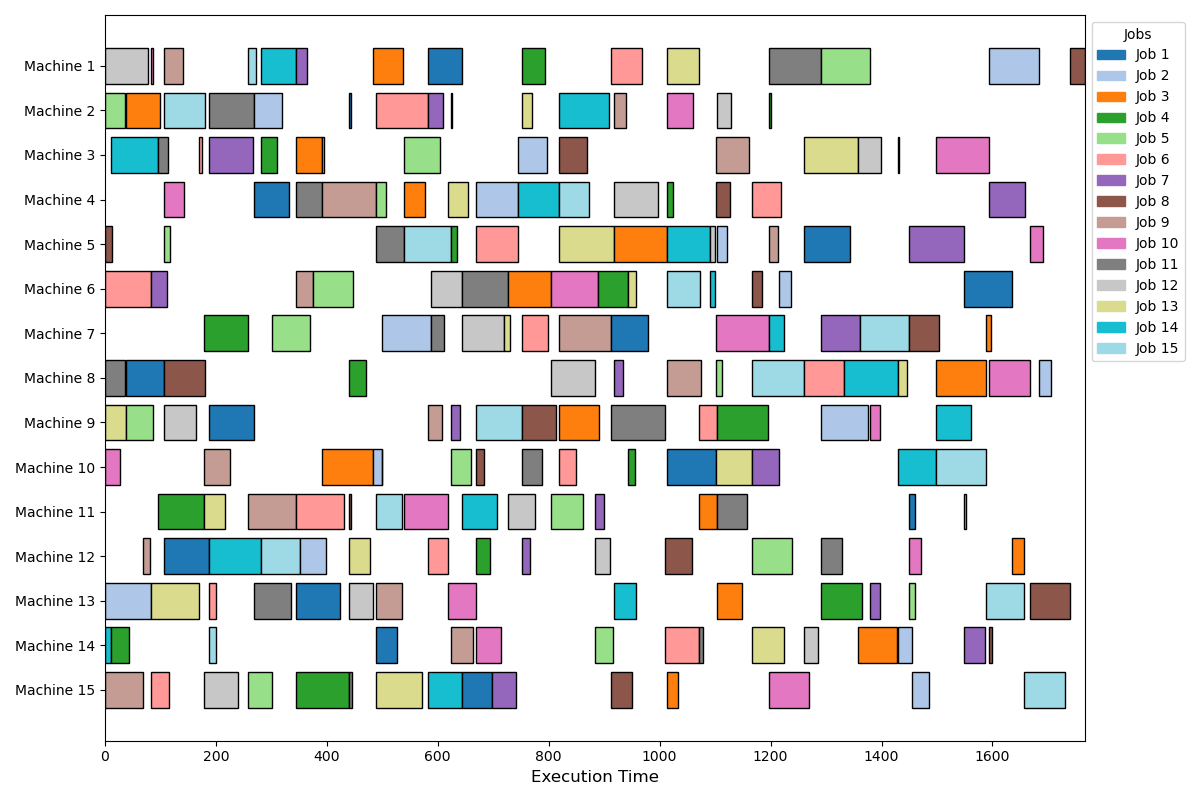 Machine 1
Machine 2
Machine 3
Machine 4
Machine 5
Machine 6
Machine 7
Machine 8
Machine 9
Machine 10
Machine 11
Machine 12
Machine 13
Machine 14
Machine 15
0 200 400 600 800 1000 1200 1400 1600
Execution Time
Jobs
Job 1
Job 2
Job 3
Job 4
Job 5
Job 6
Job 7
Job 8
Job 9
Job 10
Job 11
Job 12
Job 13
Job 14
Job 15